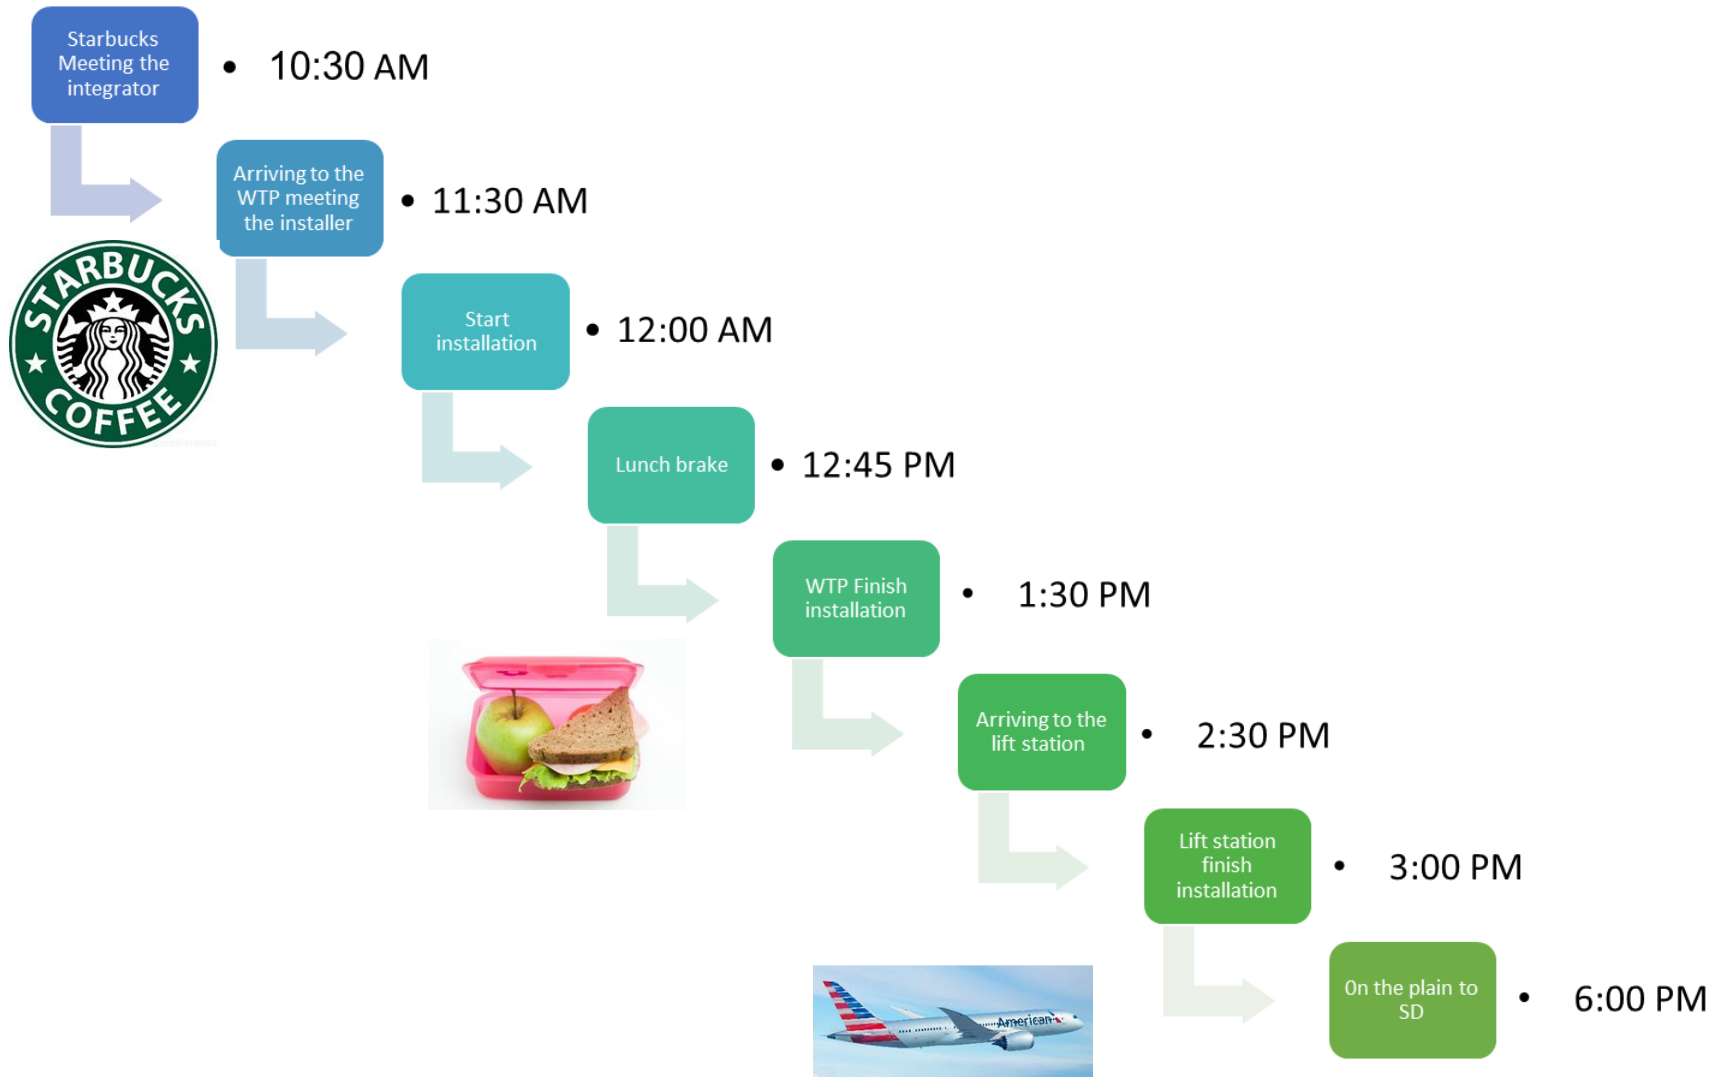 Starbucks
Meeting the
integrator
• 10:30 AM
Arriving to the
WTP meeting
the installer
• 11:30 AM
STARBUCKS
COFFEE
Start
installation
• 12:00 AM
Lunch brake
• 12:45 PM
WTP Finish
installation
• 1:30 PM
Arriving to the
lift station
• 2:30 PM
Lift station
finish
installation
• 3:00 PM
American
On the plain to
SD
• 6:00 PM